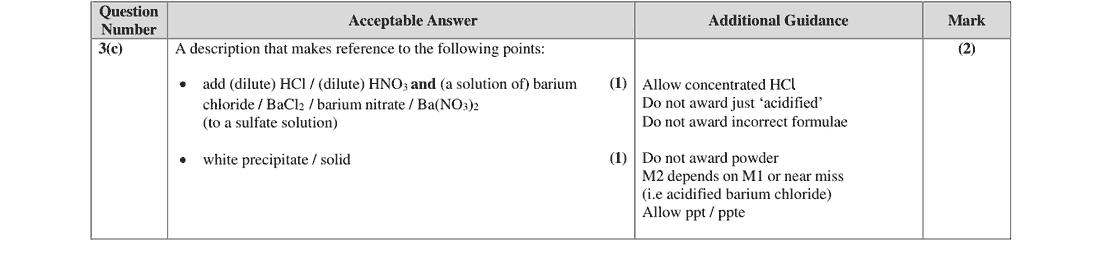 Question Number
Acceptable Answer
Additional Guidance
Mark
3(c)
A description that makes reference to the following points:
(2)
• add (dilute) HCl / (dilute) HNO₃ and (a solution of) barium (1)
chloride / BaCl₂ / barium nitrate / Ba(NO₃)₂
(to a sulfate solution)
Allow concentrated HCl
Do not award just ‘acidified’
Do not award incorrect formulae
• white precipitate / solid (1)
Do not award powder
M2 depends on M1 or near miss
(i.e acidified barium chloride)
Allow ppt / ppte